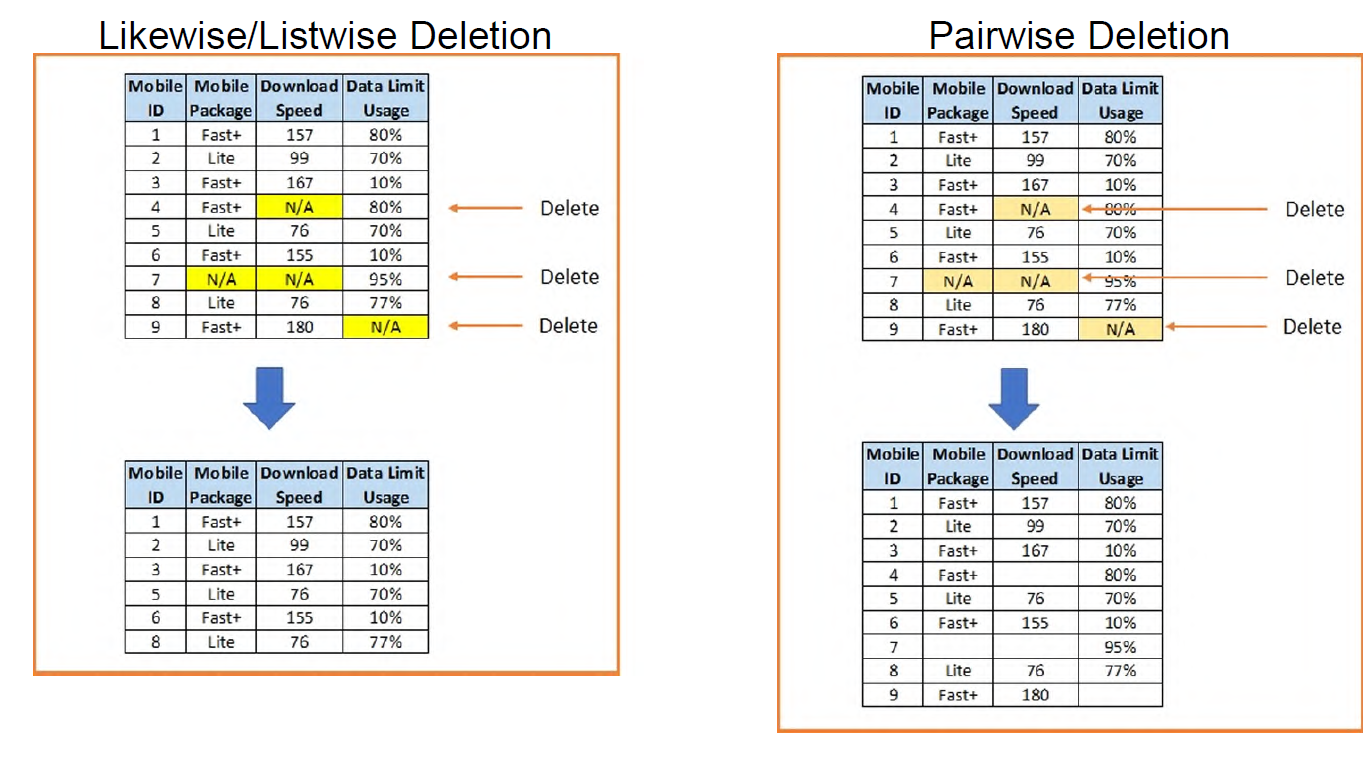 Likewise/Listwise Deletion
Mobile Mobile Download Data Limit
ID Package Speed Usage
1 Fast+ 157 80%
2 Lite 99 70%
3 Fast+ 167 10%
4 Fast+ N/A 80% Delete
5 Lite 76 70%
6 Fast+ 155 10%
7 N/A N/A 95% Delete
8 Lite 76 77%
9 Fast+ 180 N/A Delete
Mobile Mobile Download Data Limit
ID Package Speed Usage
1 Fast+ 157 80%
2 Lite 99 70%
3 Fast+ 167 10%
5 Lite 76 70%
6 Fast+ 155 10%
8 Lite 76 77%
Pairwise Deletion
Mobile Mobile Download Data Limit
ID Package Speed Usage
1 Fast+ 157 80%
2 Lite 99 70%
3 Fast+ 167 10%
4 Fast+ N/A 80% Delete
5 Lite 76 70%
6 Fast+ 155 10%
7 N/A N/A 95% Delete
8 Lite 76 77%
9 Fast+ 180 N/A Delete
Mobile Mobile Download Data Limit
ID Package Speed Usage
1 Fast+ 157 80%
2 Lite 99 70%
3 Fast+ 167 10%
4 Fast+ 80%
5 Lite 76 70%
6 Fast+ 155 10%
7 95%
8 Lite 76 77%
9 Fast+ 180